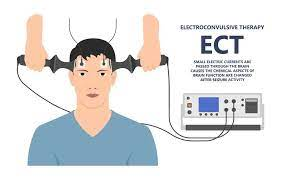 ELECTROCONVULSIVE THERAPY
ECT
SMALL ELECTRIC CURRENTS ARE
PASSED THROUGH THE BRAIN
CAUSES THE CHEMICAL ASPECTS OF
BRAIN FUNCTION ARE CHANGED
AFTER SEIZURE ACTIVITY